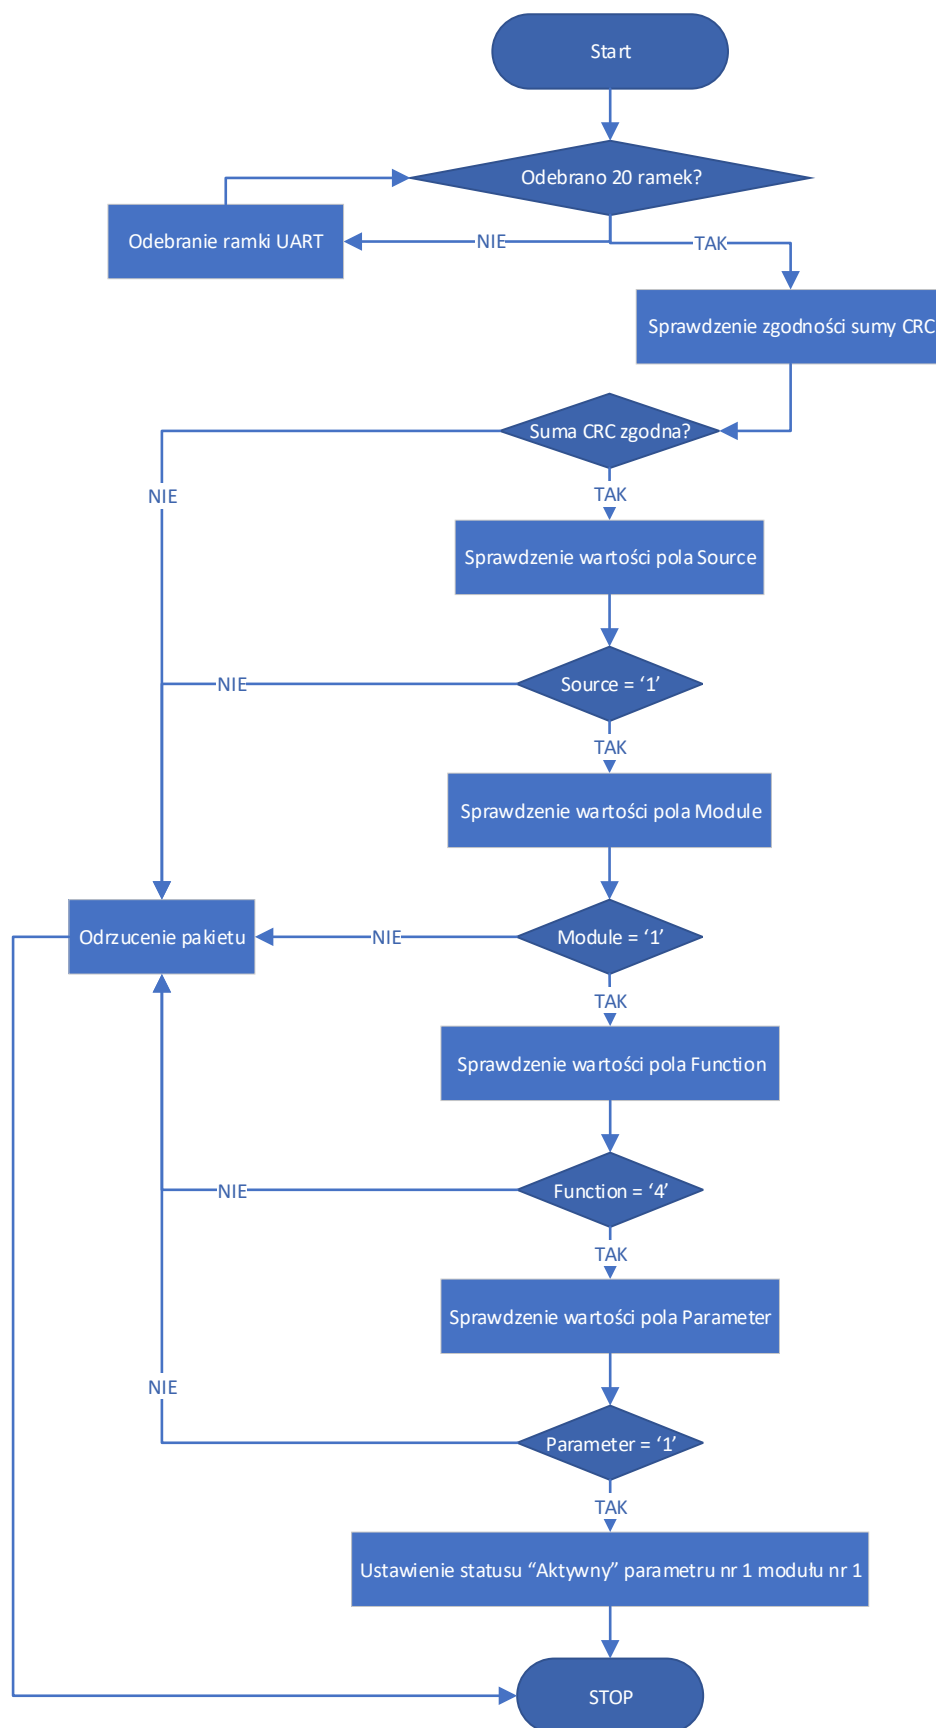 Start
Odebrano 20 ramek?
Odebranie ramki UART
NIE
TAK
Sprawdzenie zgodności sumy CRC
Suma CRC zgodna?
NIE
TAK
Sprawdzenie wartości pola Source
Source = ‘1’
NIE
TAK
Sprawdzenie wartości pola Module
Module = ‘1’
NIE
Odrzucenie pakietu
TAK
Sprawdzenie wartości pola Function
Function = ‘4’
NIE
TAK
Sprawdzenie wartości pola Parameter
NIE
Parameter = ‘1’
TAK
Ustawienie statusu “Aktywny” parametru nr 1 modułu nr 1
STOP